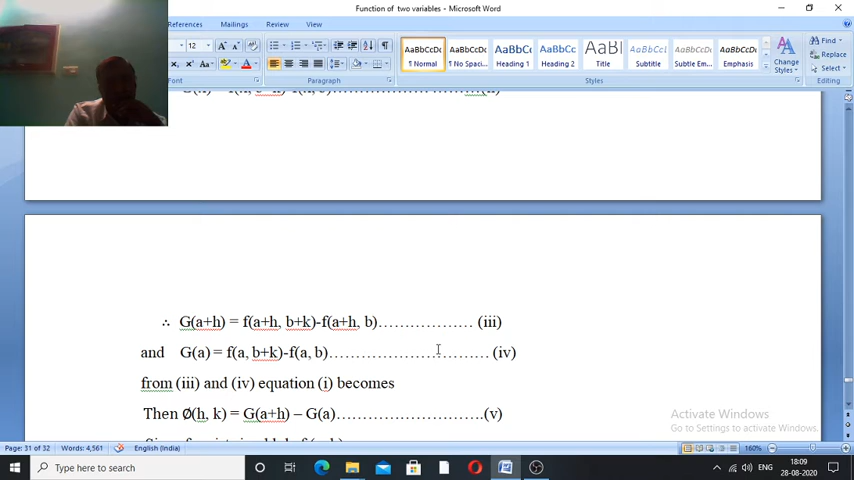 Function of two variables - Microsoft Word
References Mailings Review View
12 Find
AaBbCcDc AaBbCcDc AaBbC AaBbCc AaBI AaBbCcl AaBbCcDc AaBbCcDc Replace
¶ Normal ¶ No Spaci... Heading 1 Heading 2 Title Subtitle Subtle Em... Emphasis Change Styles Select
Font Paragraph Styles Editing
∴ G(a+h) = f(a+h, b+k)-f(a+h, b)................... (iii)
and G(a) = f(a, b+k)-f(a, b).............................. (iv)
from (iii) and (iv) equation (i) becomes
Then Ø(h, k) = G(a+h) – G(a)...........................(v)
Activate Windows
Go to Settings to activate Windows.
Page: 31 of 32 Words: 4,561 English (India) 160%
Type here to search ENG 18:09
28-08-2020